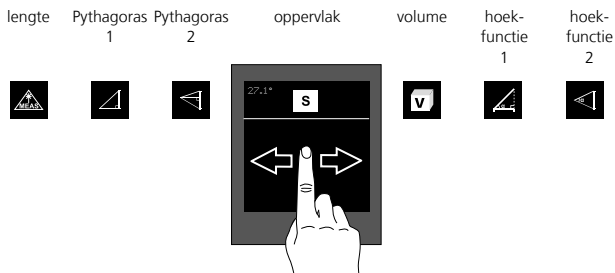 lengte
Pythagoras
1
Pythagoras
2
oppervlak
volume
hoek-
functie
1
hoek-
functie
2
MEAS
27.1°
S
V